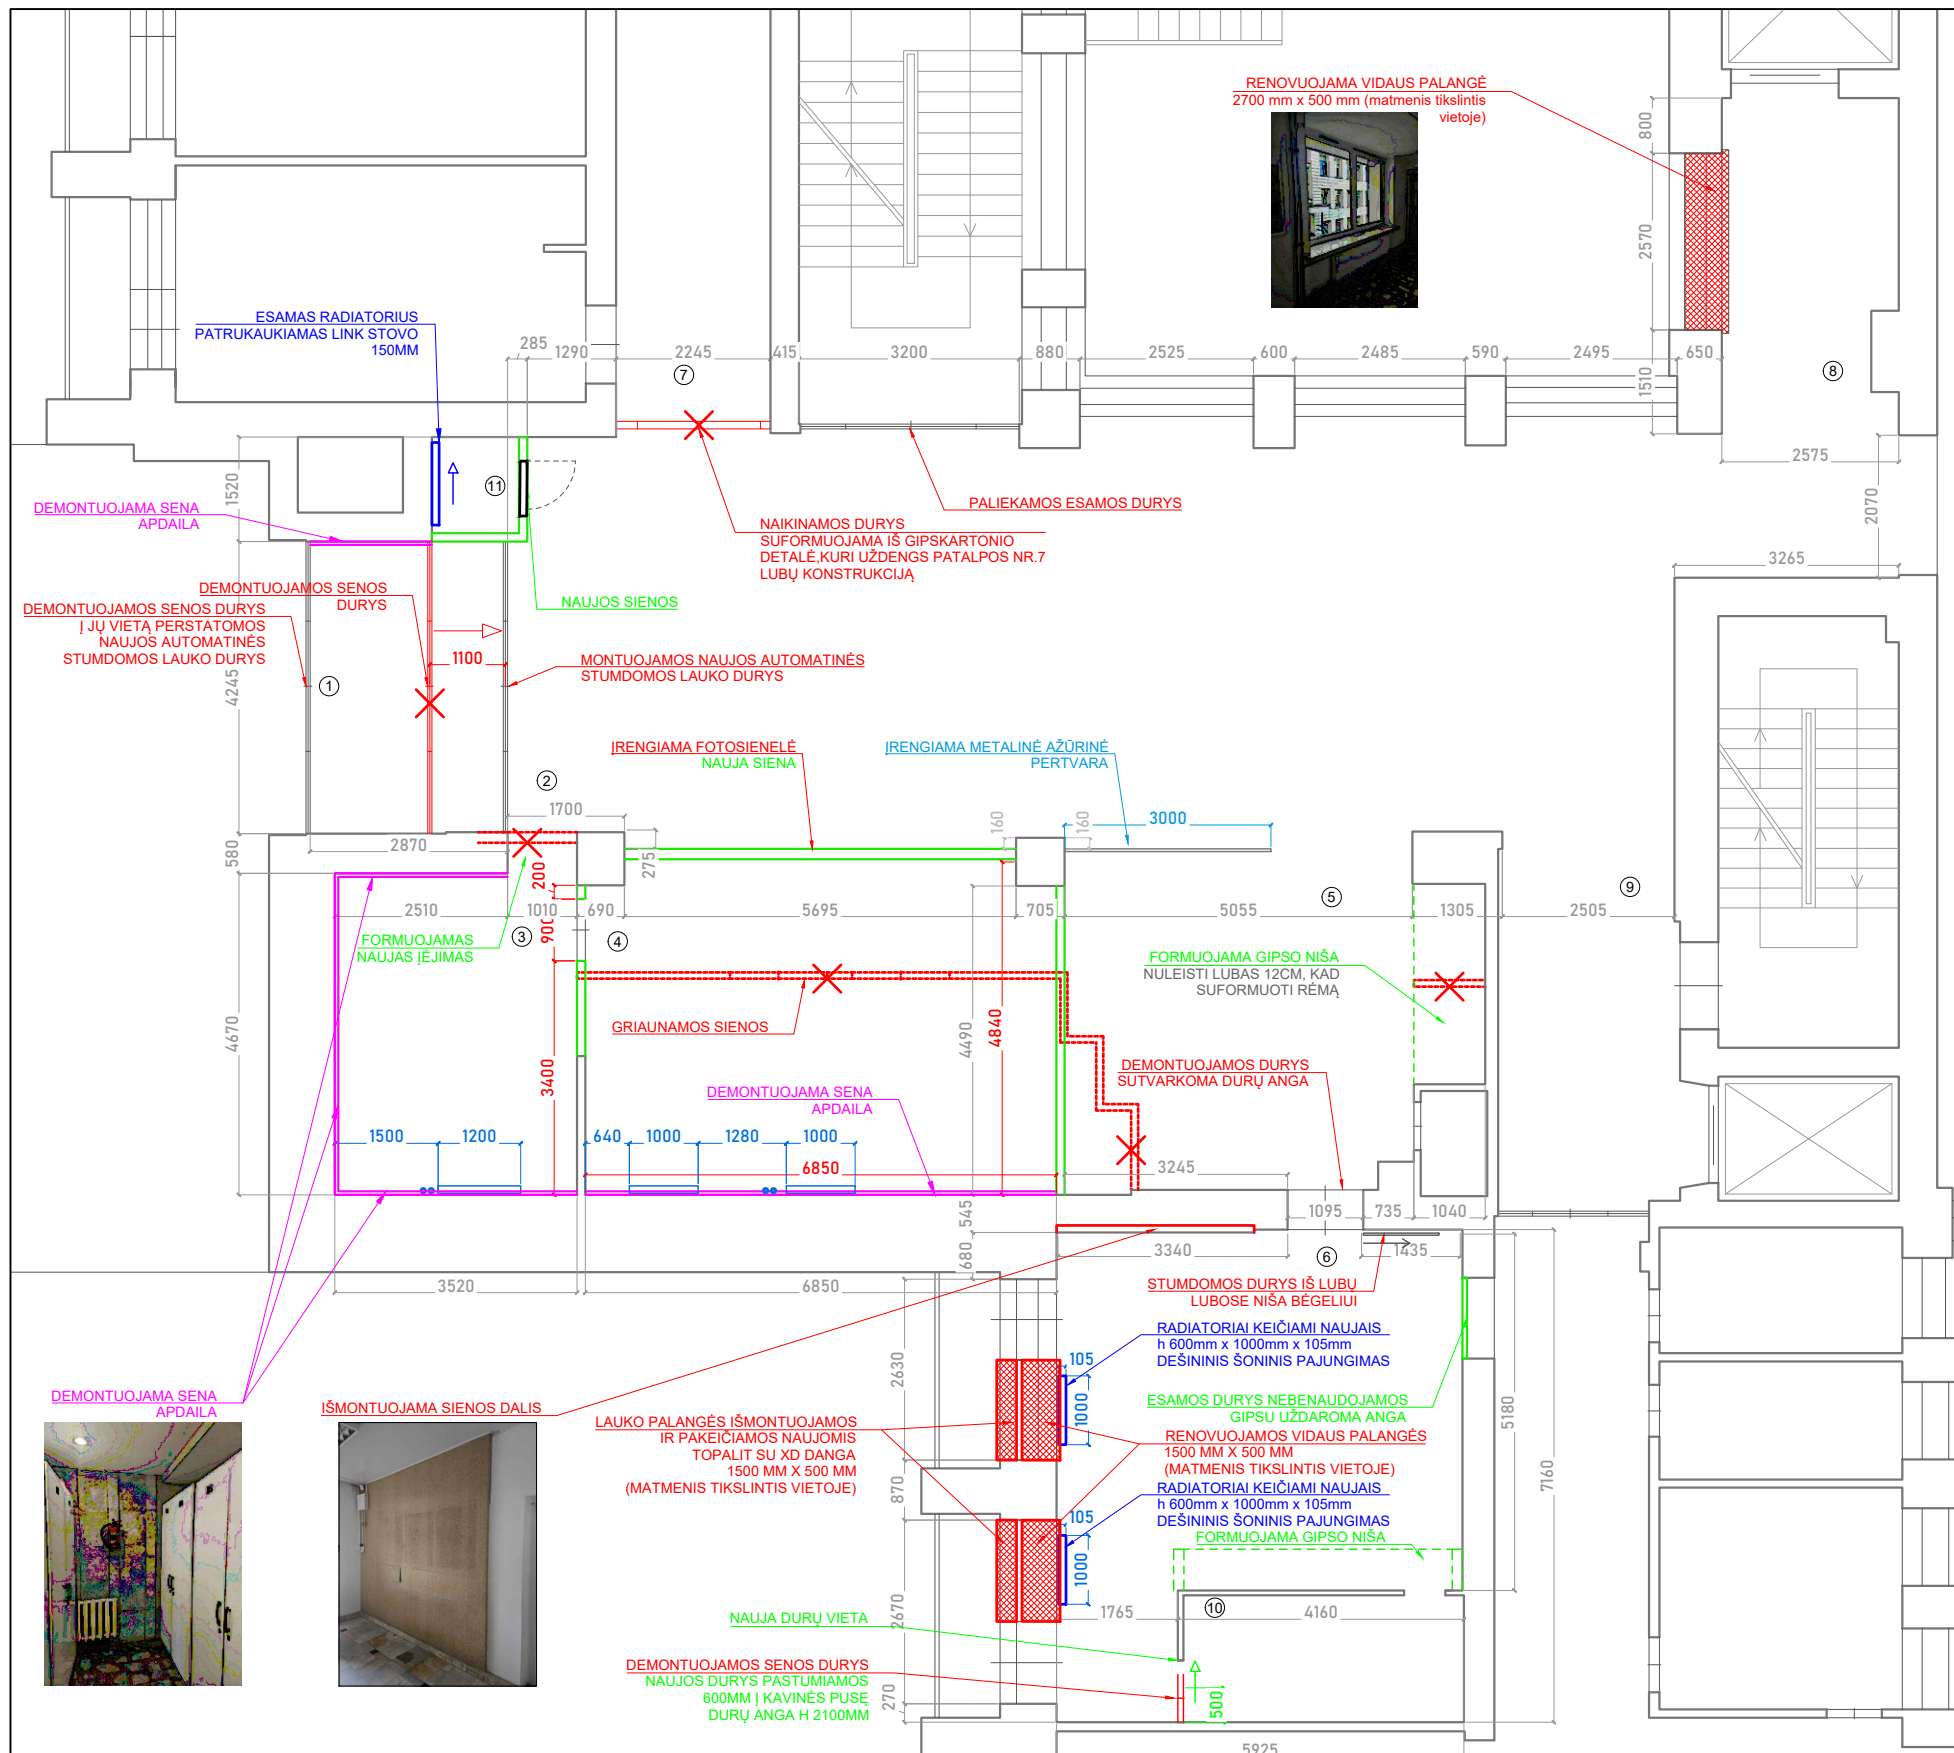 RENOVUOJAMA VIDAUS PALANGĖ
2700 mm x 500 mm (matmenis tikslintis
vietoje)
800
2570
1510
ESAMAS RADIATORIUS
PATRUKAUKIAMAS LINK STOVO
150MM
285
1290
2245
415
3200
880
2525
600
2485
590
2495
650
7
8
2575
2070
3265
1520
11
DEMONTUOJAMA SENA
APDAILA
PALIEKAMOS ESAMOS DURYS
NAIKINAMOS DURYS
SUFORMUOJAMA IŠ GIPSKARTONIO
DETALĖ,KURI UŽDENGS PATALPOS NR.7
LUBŲ KONSTRUKCIJĄ
DEMONTUOJAMOS SENOS
DURYS
NAUJOS SIENOS
DEMONTUOJAMOS SENOS DURYS
Į JŲ VIETĄ PERSTATOMOS
NAUJOS AUTOMATINĖS
STUMDOMOS LAUKO DURYS
1100
MONTUOJAMOS NAUJOS AUTOMATINĖS
STUMDOMOS LAUKO DURYS
4245
1
ĮRENGIAMA FOTOSIENELĖ
NAUJA SIENA
ĮRENGIAMA METALINĖ AŽŪRINĖ
PERTVARA
2
1700
160
160
3000
580
2870
275
200
2510
1010
690
5695
705
5055
1305
2505
5
9
900
3
4
FORMUOJAMAS
NAUJAS ĮĖJIMAS
FORMUOJAMA GIPSO NIŠA
NULEISTI LUBAS 12CM, KAD
SUFORMUOTI RĖMĄ
GRIAUNAMOS SIENOS
4670
4490
4840
3400
DEMONTUOJAMOS DURYS
SUTVARKOMA DURŲ ANGA
DEMONTUOJAMA SENA
APDAILA
1500
1200
640
1000
1280
1000
6850
3245
1095
735
1040
545
680
3340
6
1435
3520
6850
STUMDOMOS DURYS IŠ LUBŲ
LUBOSE NIŠA BĖGELIUI
RADIATORIAI KEIČIAMI NAUJAIS
h 600mm x 1000mm x 105mm
DEŠININIS ŠONINIS PAJUNGIMAS
2630
105
1000
5180
7160
DEMONTUOJAMA SENA
APDAILA
IŠMONTUOJAMA SIENOS DALIS
ESAMOS DURYS NEBENAUDOJAMOS
GIPSU UŽDAROMA ANGA
LAUKO PALANGĖS IŠMONTUOJAMOS
IR PAKEIČIAMOS NAUJOMIS
TOPALIT SU XD DANGA
1500 MM X 500 MM
(MATMENIS TIKSLINTIS VIETOJE)
RENOVUOJAMOS VIDAUS PALANGĖS
1500 MM X 500 MM
(MATMENIS TIKSLINTIS VIETOJE)
870
RADIATORIAI KEIČIAMI NAUJAIS
h 600mm x 1000mm x 105mm
DEŠININIS ŠONINIS PAJUNGIMAS
105
1000
FORMUOJAMA GIPSO NIŠA
2670
1765
10
4160
NAUJA DURŲ VIETA
DEMONTUOJAMOS SENOS DURYS
NAUJOS DURYS PASTUMIAMOS
600MM Į KAVINĖS PUSĘ
DURŲ ANGA H 2100MM
270
500
5925